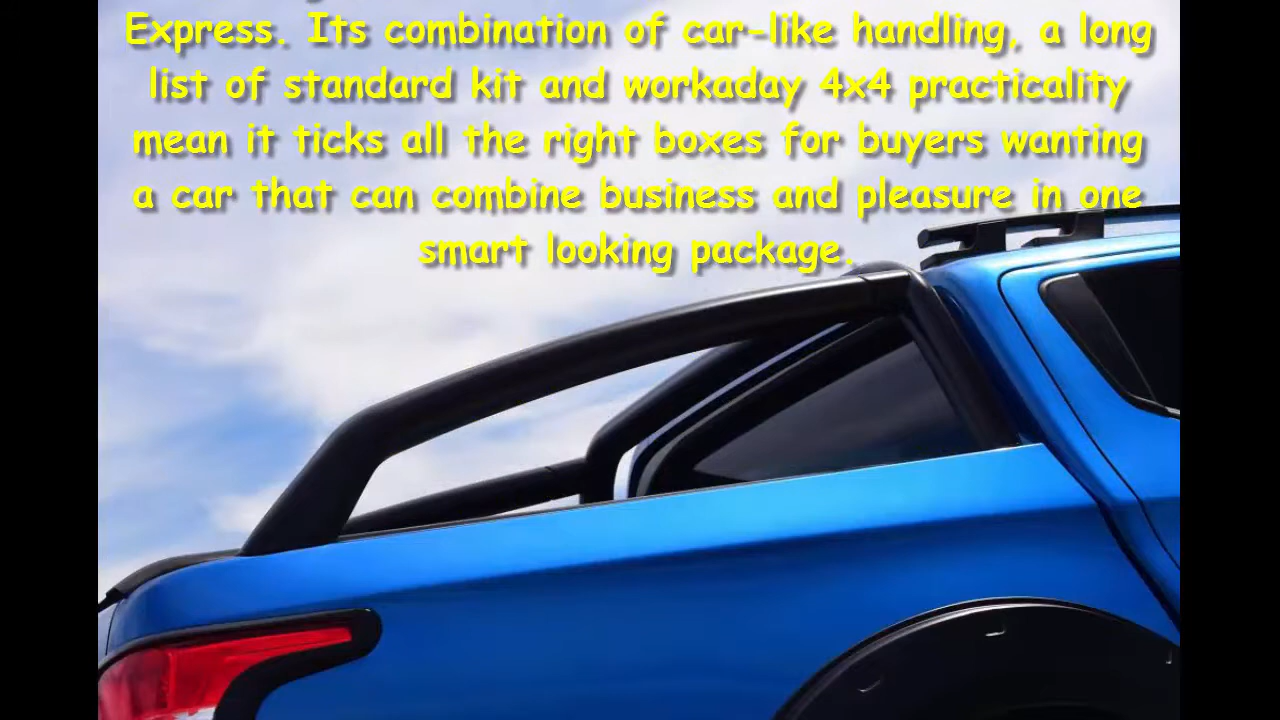 Express. Its combination of car-like handling, a long
list of standard kit and workaday 4x4 practicality
mean it ticks all the right boxes for buyers wanting
a car that can combine business and pleasure in one
smart looking package.